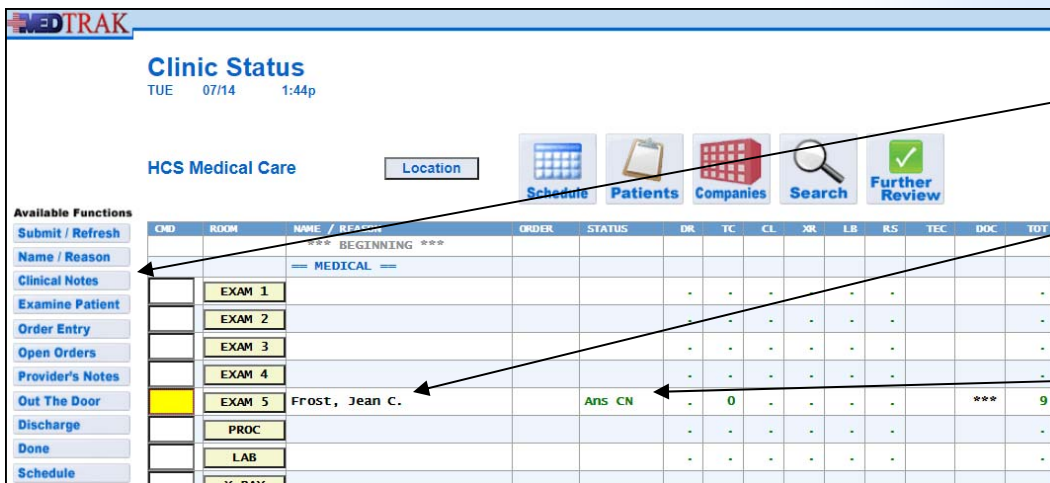 MEDTRAK
Clinic Status
TUE 07/14 1:44p
HCS Medical Care Location Schedule Patients Companies Search Further Review
Available Functions
Submit / Refresh
Name / Reason
Clinical Notes
Examine Patient
Order Entry
Open Orders
Provider's Notes
Out The Door
Discharge
Done
Schedule
CMD ROOM NAME / REASON ORDER STATUS DR TC CL XR LB RS TEC DOC TOT
*** BEGINNING ***
== MEDICAL ==
EXAM 1 . . . . . . .
EXAM 2 . . . . . . .
EXAM 3 . . . . . . .
EXAM 4 . . . . . . .
EXAM 5 Frost, Jean C. Ans CN . 0 . . . . *** 9
PROC . . . . . . .
LAB . . . . . . .